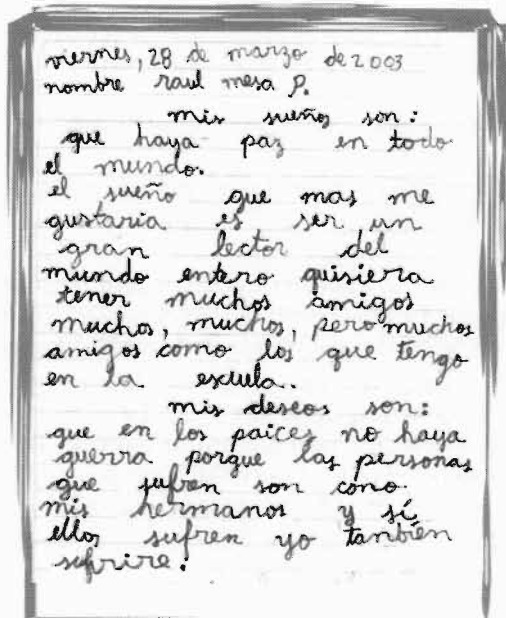 viernes, 28 de marzo de 2003
nombre raul mesa P.
mis sueños son:
que haya paz en todo
el mundo.
el sueño que mas me
gustaria es ser un
gran lector del
mundo entero quisiera
tener muchos amigos
muchos, muchos, pero muchos
amigos como los que tengo
en la escuela.
mis deseos son:
que en los paices no haya
guerra porque las personas
que sufren son como
mis hermanos y sí
ellos sufren yo también
sufrire.